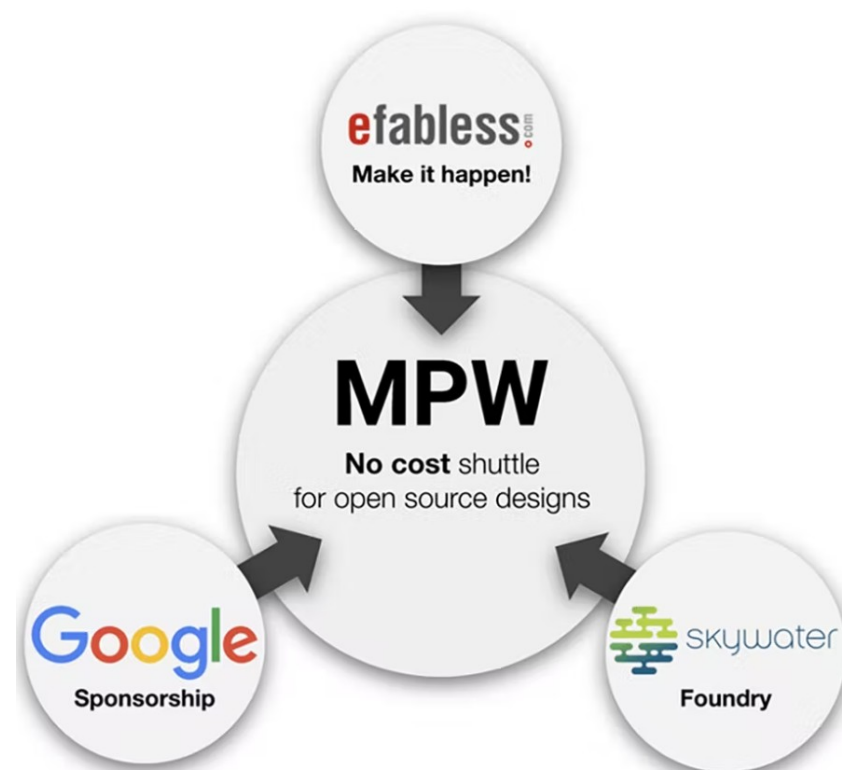 efabless.com
Make it happen!
MPW
No cost shuttle
for open source designs
Google
Sponsorship
skywater
Foundry